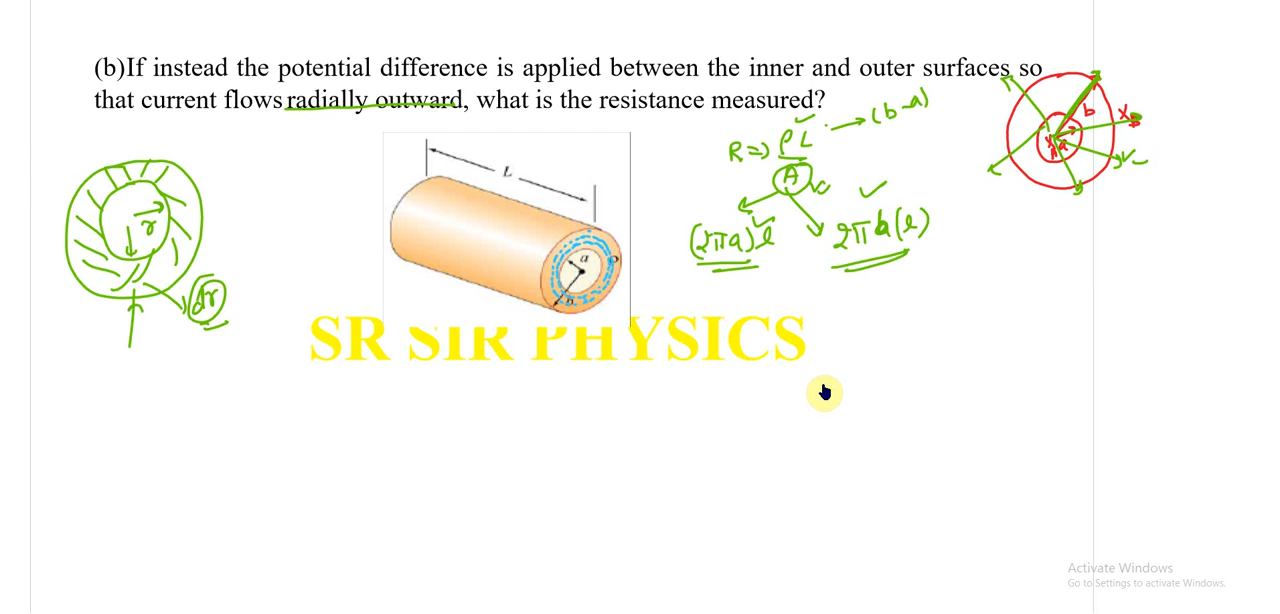 (b)If instead the potential difference is applied between the inner and outer surfaces so
that current flows radially outward, what is the resistance measured?
R => ρL → (b-a)
A
(2πa)l
2πb(l)
L
a
b
r
dr
b
a
SR SIR PHYSICS
Activate Windows
Go to Settings to activate Windows.